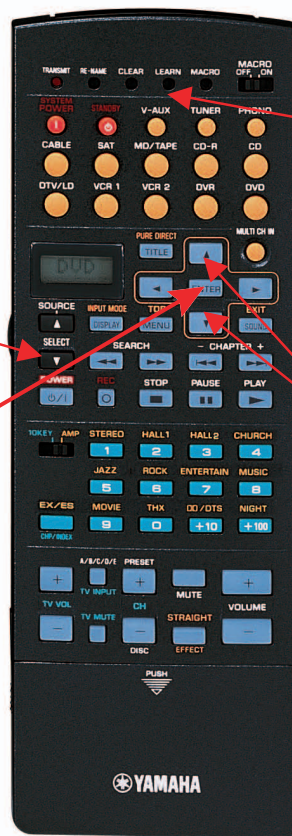 MACRO
TRANSMIT RE-NAME CLEAR LEARN MACRO OFF ON
SYSTEM POWER STANDBY V-AUX TUNER PHONO
CABLE SAT MD/TAPE CD-R CD
DTV/LD VCR 1 VCR 2 DVR DVD
PURE DIRECT MULTI CH IN
TITLE
DVD
ENTER
SOURCE INPUT MODE TOP EXIT
DISPLAY MENU SOUND
SELECT SEARCH - CHAPTER +
POWER REC STOP PAUSE PLAY
10KEY AMP STEREO HALL1 HALL2 CHURCH
1 2 3 4
JAZZ ROCK ENTERTAIN MUSIC
5 6 7 8
EX/ES MOVIE THX DD/DTS NIGHT
9 0 +10 +100
CHP/INDEX
A/B/C/D/E PRESET
+ TV INPUT + MUTE +
TV VOL CH VOLUME
TV MUTE STRAIGHT
- - -
DISC EFFECT
PUSH
YAMAHA